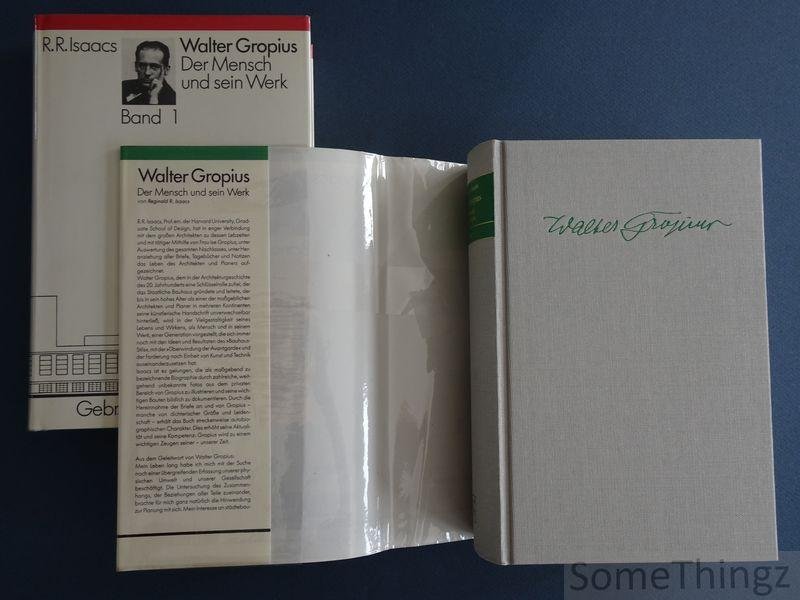 R.R. Isaacs
Walter Gropius
Der Mensch
und sein Werk
Band 1
Gebr
Walter Gropius
Der Mensch und sein Werk
von Reginald R. Isaacs
R.R. Isaacs, Prof. em. der Harvard University, Grad-
uate School of Design, hat in enger Verbindung
mit dem großen Architekten zu dessen Lebzeiten
und mit tätiger Mithilfe von Frau Ise Gropius, unter
Auswertung des gesamten Nachlasses, unter Her-
anziehung aller Briefe, Tagebücher und Notizen
das Leben des Architekten und Planers auf-
gezeichnet.
Walter Gropius, dem in der Architekturgeschichte
des 20. Jahrhunderts eine Schlüsselrolle zufiel, der
das Staatliche Bauhaus gründete und leitete, der
bis in sein hohes Alter als einer der maßgeblichen
Architekten und Planer in mehreren Kontinenten
seine künstlerische Handschrift unverwechselbar
hinterließ, wird in der Vielgestaltigkeit seines
Lebens und Wirkens, als Mensch und in seinem
Werk, einer Generation vorgestellt, die sich immer
noch mit den Ideen und Resultaten des »Bauhaus-
Stils«, mit der »Überwindung der Avantgarde« und
der Forderung nach Einheit von Kunst und Technik
auseinanderzusetzen hat.
Isaacs ist es gelungen, die als maßgebend zu
bezeichnende Biographie durch zahlreiche, weit-
gehend unbekannte Fotos aus dem privaten
Bereich von Gropius zu illustrieren und seine wich-
tigen Bauten bildlich zu dokumentieren. Durch die
Hereinnahme der Briefe an und von Gropius –
manche von dichterischer Größe und Leiden-
schaft – erhält das Buch streckenweise autobio-
graphischen Charakter. Dies erhöht seine Aktuali-
tät und seine Kompetenz. Gropius wird zu einem
wichtigen Zeugen seiner – unserer Zeit.
Aus dem Geleitwort von Walter Gropius:
Mein Leben lang habe ich mich mit der Suche
nach einer übergreifenden Erfassung unserer phy-
sischen Umwelt und unserer Gesellschaft
beschäftigt. Die Untersuchung des Zusammen-
hangs, der Beziehungen aller Teile zueinander,
brachte für mich ganz natürlich die Hinwendung
zur Planung mit sich. Mein Interesse an städtebau-
Walter Gropius
SomeThingz